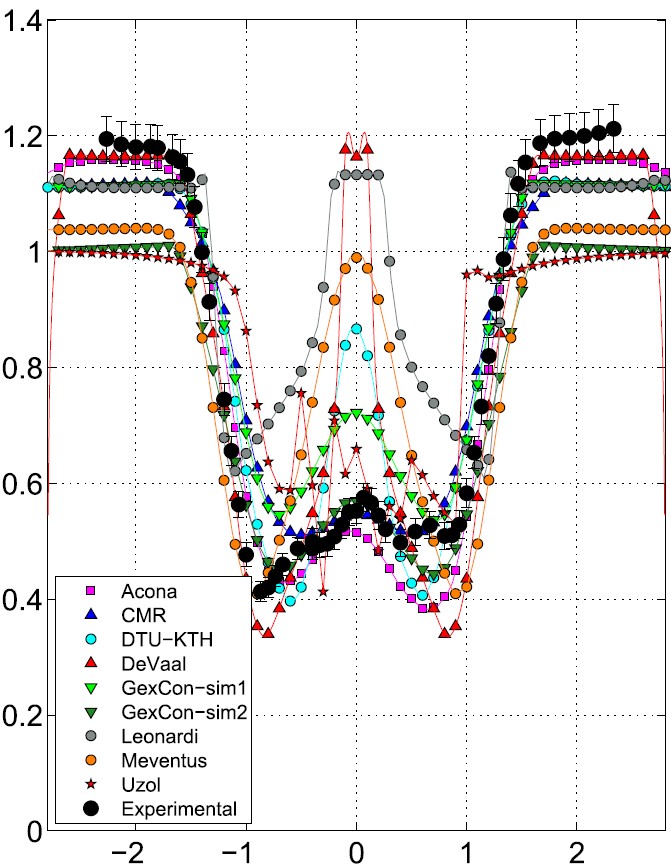 1.4
1.2
1
0.8
0.6
0.4
0.2
0
Acona
CMR
DTU−KTH
DeVaal
GexCon−sim1
GexCon−sim2
Leonardi
Meventus
Uzol
Experimental
−2 −1 0 1 2